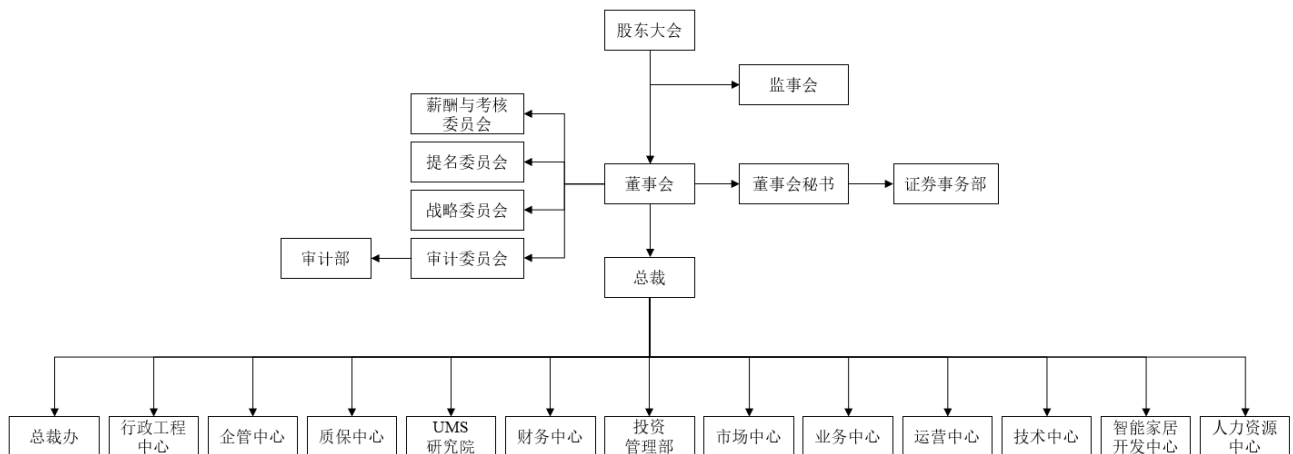 股东大会
监事会
薪酬与考核
委员会
提名委员会
董事会
董事会秘书
证券事务部
战略委员会
审计部
审计委员会
总裁
总裁办
行政工程
中心
企管中心
质保中心
UMS
研究院
财务中心
投资
管理部
市场中心
业务中心
运营中心
技术中心
智能家居
开发中心
人力资源
中心